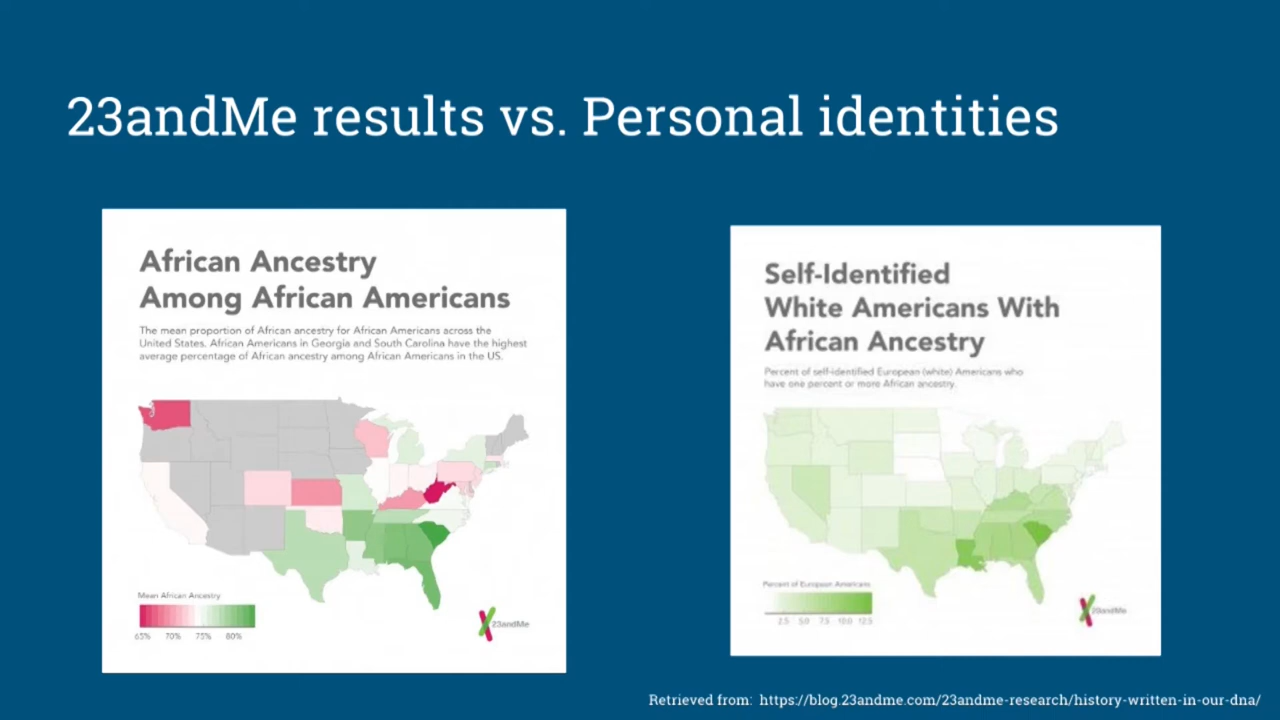 23andMe results vs. Personal identities
African Ancestry
Among African Americans
The mean proportion of African ancestry for African Americans across the
United States. African Americans in Georgia and South Carolina have the highest
average percentage of African ancestry among African Americans in the US.
Mean African Ancestry
65% 70% 75% 80%
23andMe
Self-Identified
White Americans With
African Ancestry
Percent of self-identified European (white) Americans who
have one percent or more African ancestry.
Percent of European Americans
2.5 5.0 7.5 10.0 12.5
23andMe
Retrieved from: https://blog.23andme.com/23andme-research/history-written-in-our-dna/